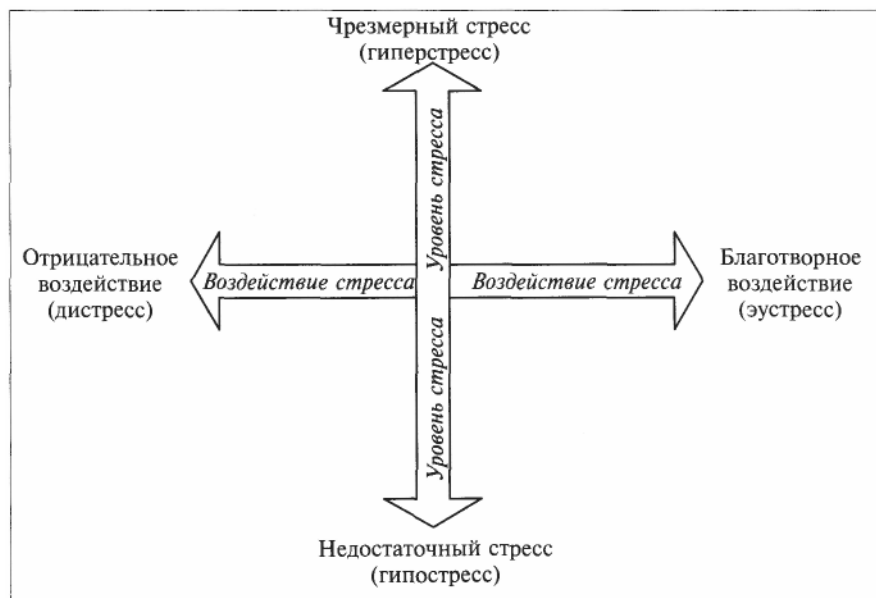 Чрезмерный стресс
(гиперстресс)
Уровень стресса
Отрицательное
воздействие
(дистресс)
Воздействие стресса
Воздействие стресса
Благотворное
воздействие
(эустресс)
Уровень стресса
Недостаточный стресс
(гипостресс)